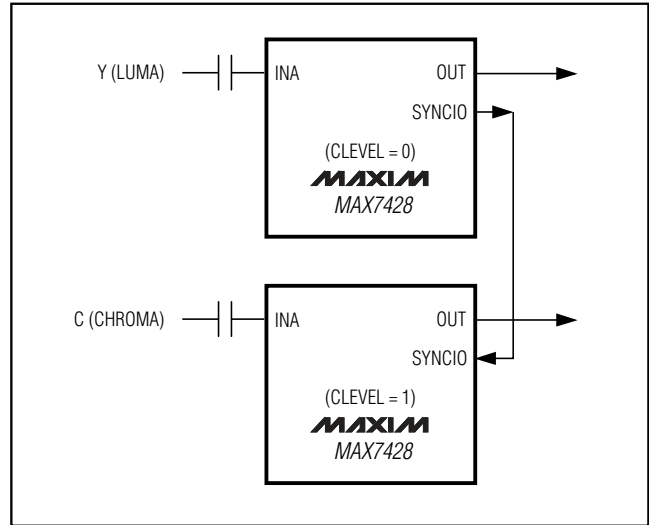 Y (LUMA)
INA
OUT
SYNCIO
(CLEVEL = 0)
MAXIM
MAX7428
C (CHROMA)
INA
OUT
SYNCIO
(CLEVEL = 1)
MAXIM
MAX7428